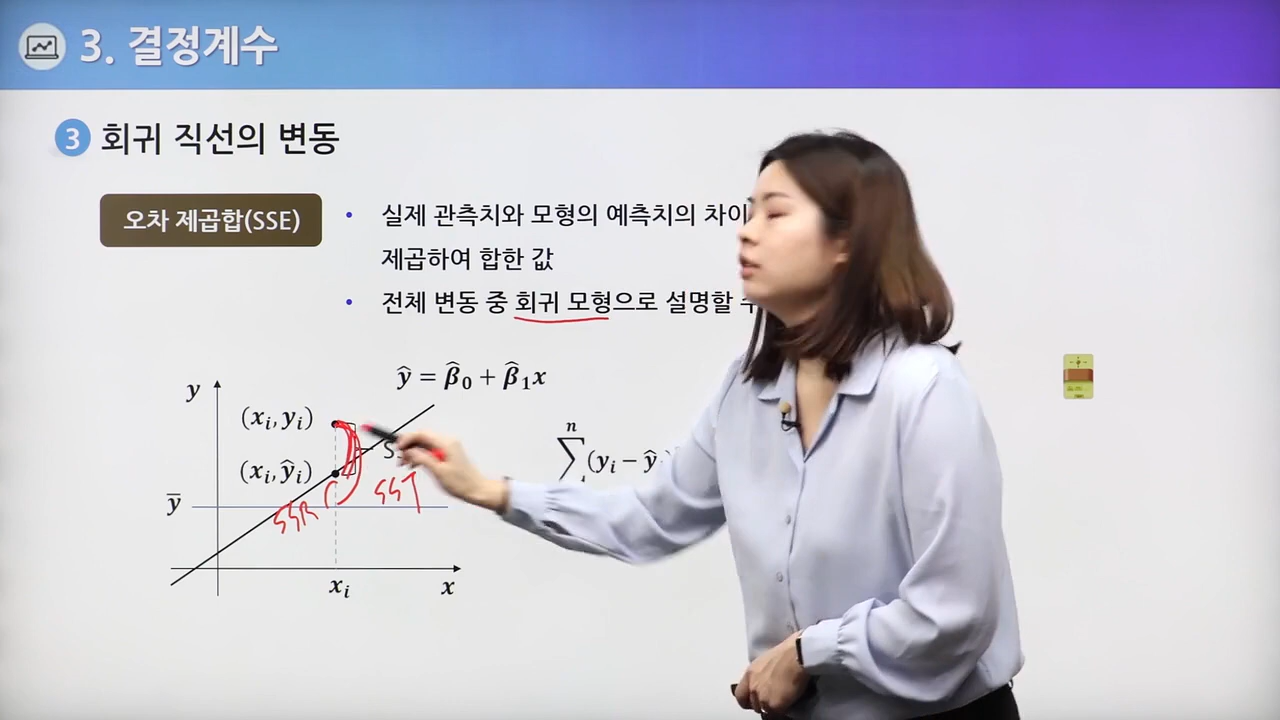 3. 결정계수
3 회귀 직선의 변동
오차 제곱합(SSE)
• 실제 관측치와 모형의 예측치의 차이
제곱하여 합한 값
• 전체 변동 중 회귀 모형으로 설명할
ŷ = β̂₀ + β̂₁x
y
(xᵢ, yᵢ)
(xᵢ, ŷᵢ)
ȳ
SSR
SST
xᵢ
x
n
∑(yᵢ − ŷ